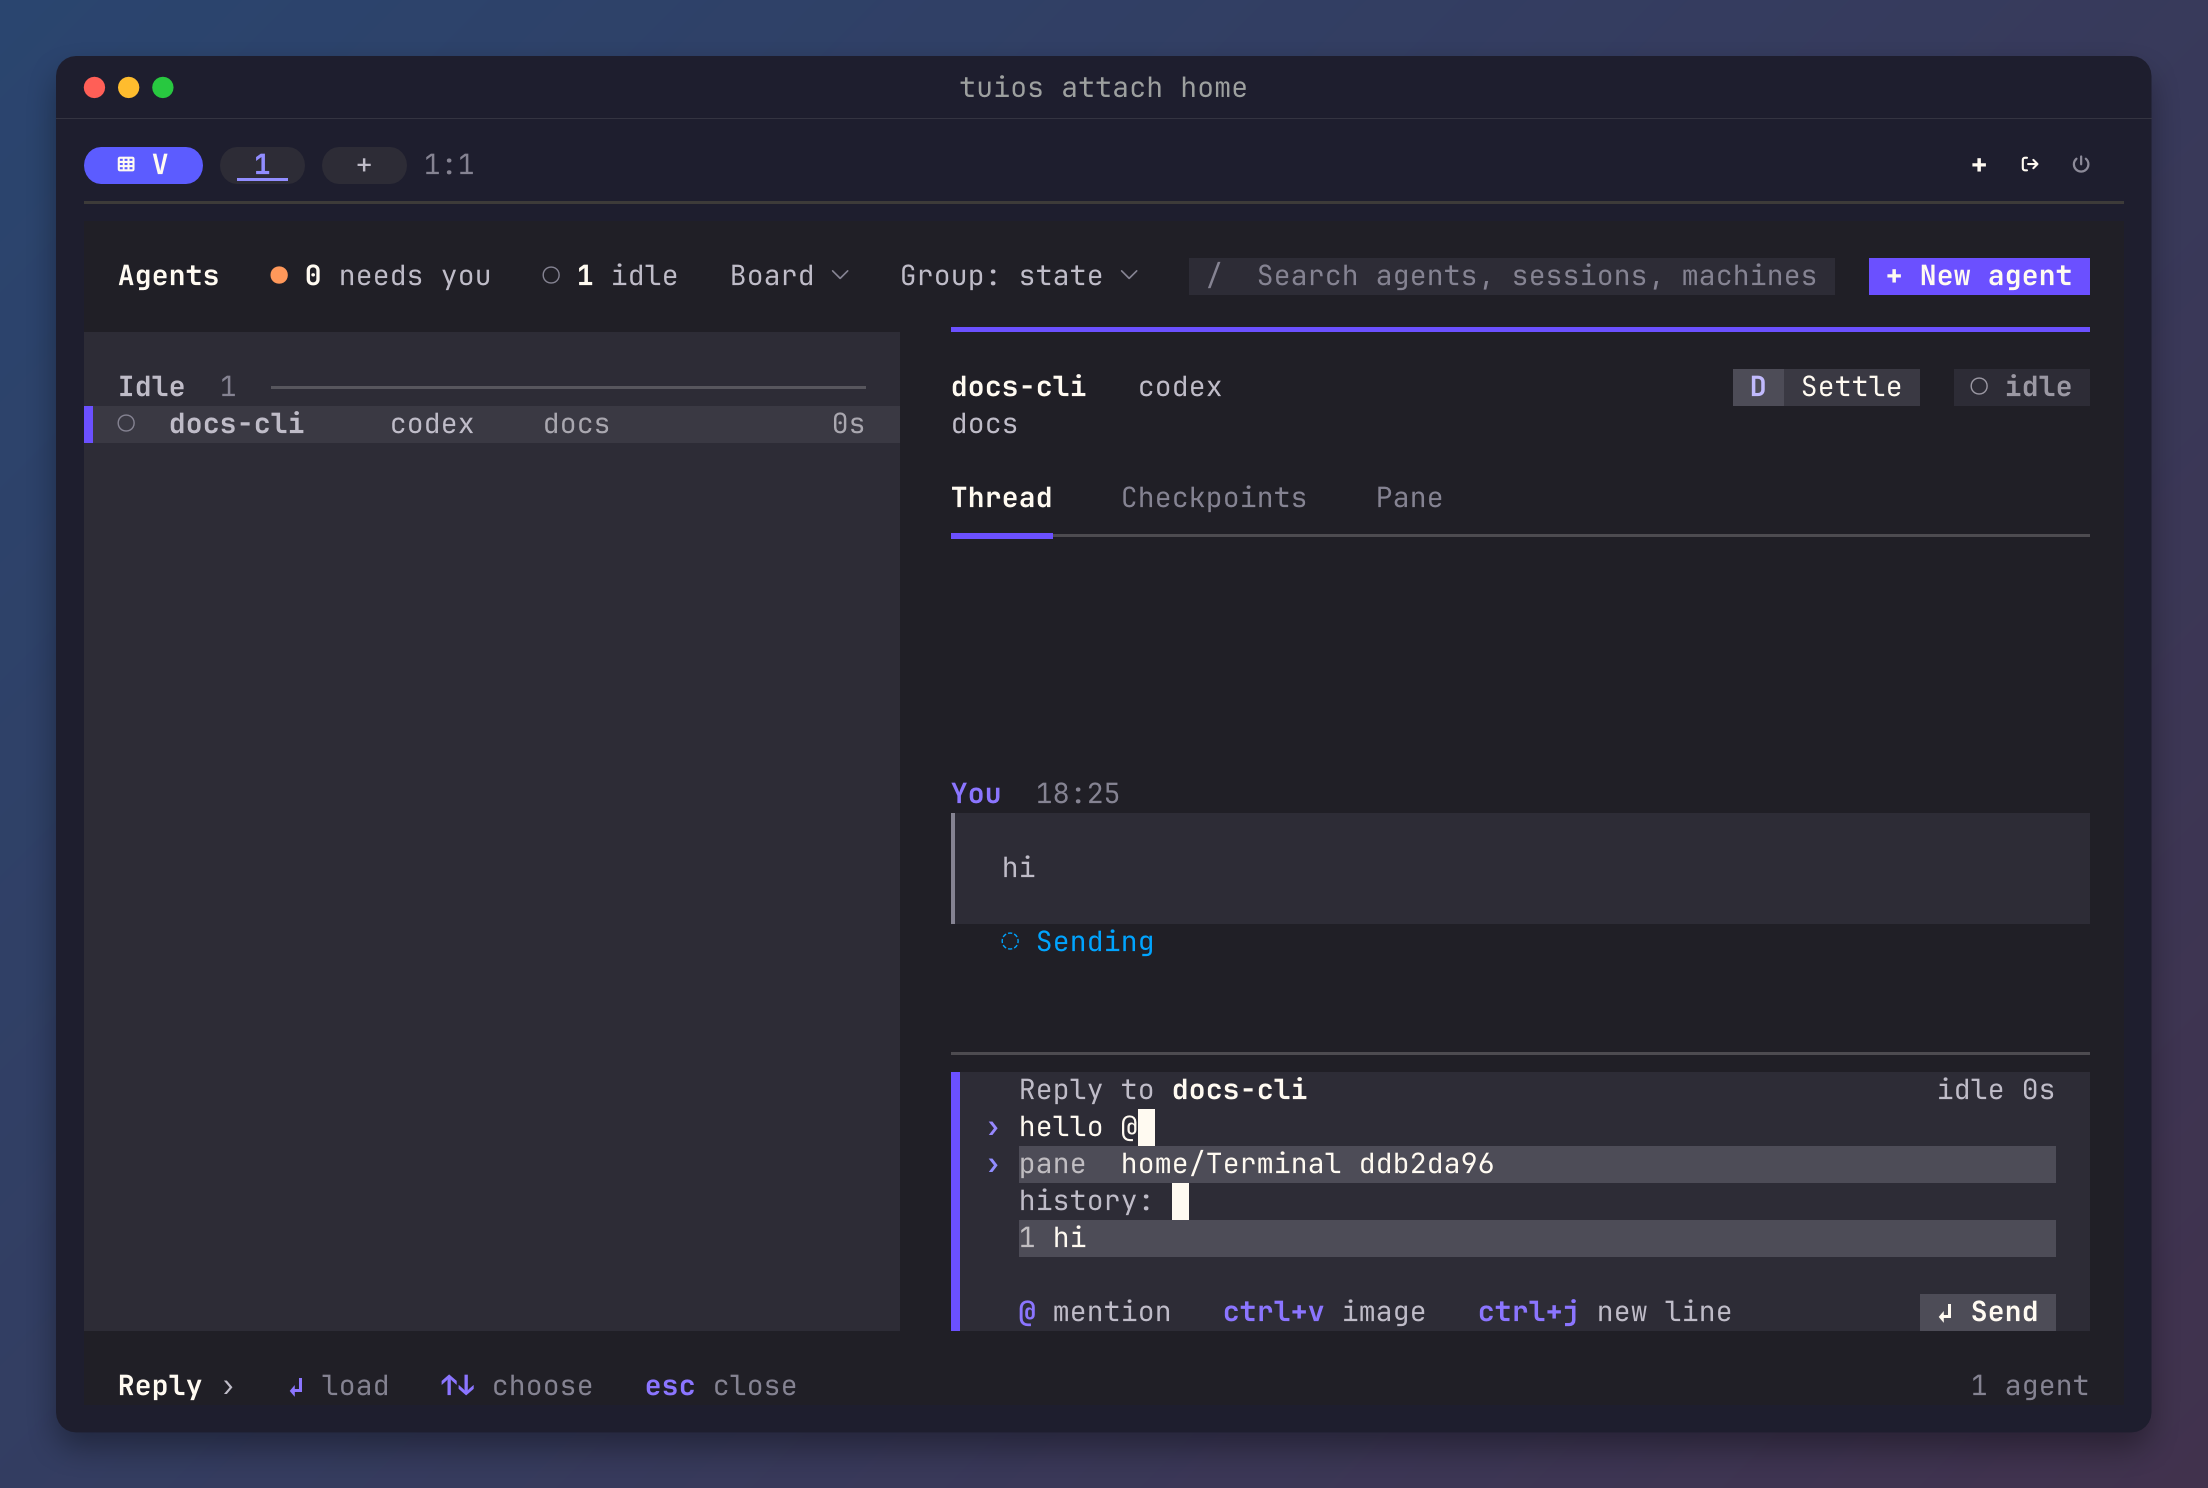 tuios attach home
V 1 + 1:1 +
Agents 0 needs you 1 idle Board Group: state / Search agents, sessions, machines + New agent
Idle 1
docs-cli codex docs 0s
docs-cli codex D Settle idle
docs
Thread Checkpoints Pane
You 18:25
hi
Sending
Reply to docs-cli idle 0s
› hello @
› pane home/Terminal ddb2da96
history:
1 hi
@ mention ctrl+v image ctrl+j new line ↲ Send
Reply › ↲ load ↑↓ choose esc close 1 agent